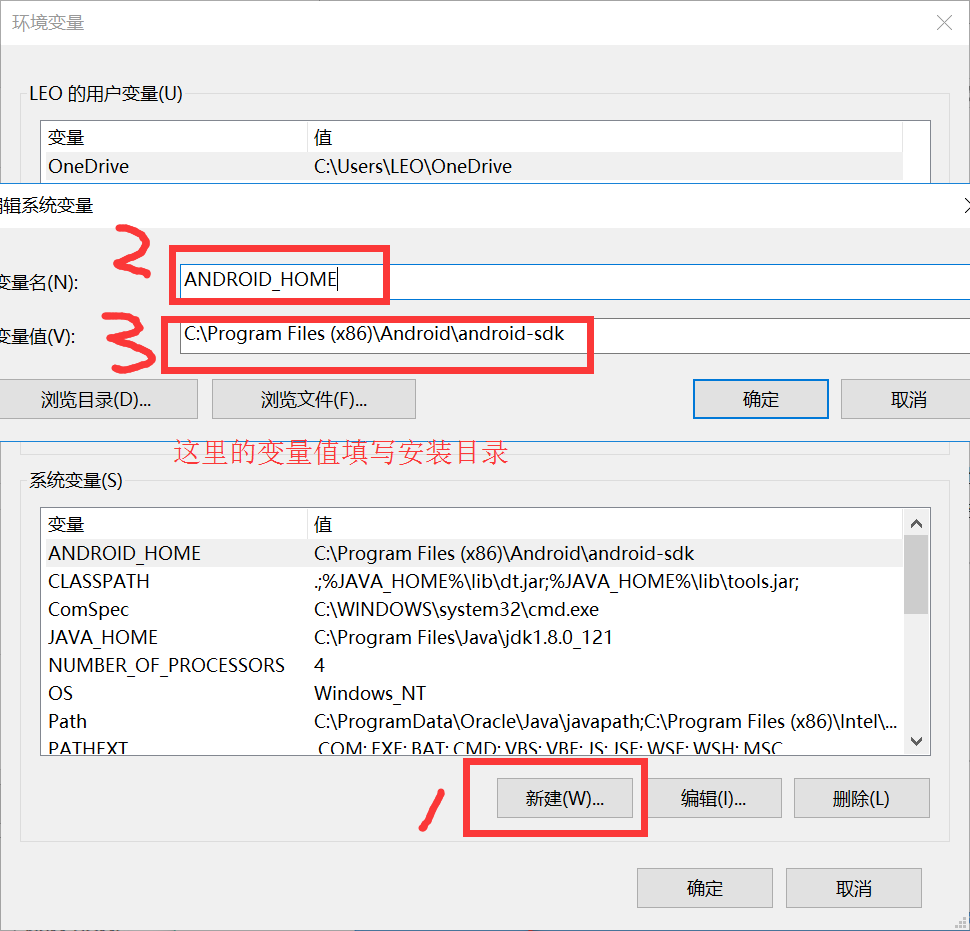 环境变量
LEO 的用户变量(U)
变量 值
OneDrive C:\Users\LEO\OneDrive
辑系统变量
2
变量名(N): ANDROID_HOME
3
变量值(V): C:\Program Files (x86)\Android\android-sdk
浏览目录(D)... 浏览文件(F)... 确定 取消
这里的变量值填写安装目录
系统变量(S)
变量 值
ANDROID_HOME C:\Program Files (x86)\Android\android-sdk
CLASSPATH .;%JAVA_HOME%\lib\dt.jar;%JAVA_HOME%\lib\tools.jar;
ComSpec C:\WINDOWS\system32\cmd.exe
JAVA_HOME C:\Program Files\Java\jdk1.8.0_121
NUMBER_OF_PROCESSORS 4
OS Windows_NT
Path C:\ProgramData\Oracle\Java\javapath;C:\Program Files (x86)\Intel\...
PATHEXT .COM;.EXE;.BAT;.CMD;.VBS;.VBE;.JS;.JSE;.WSF;.WSH;.MSC
1
新建(W)... 编辑(I)... 删除(L)
确定 取消